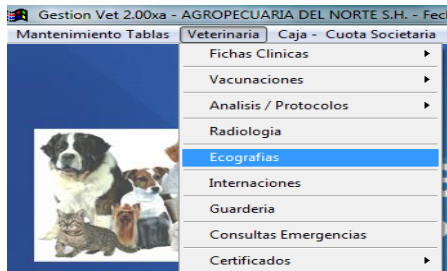 Gestion Vet 2.00xa - AGROPECUARIA DEL NORTE S.H. - Fec
Mantenimiento Tablas Veterinaria Caja - Cuota Societaria
Fichas Clinicas
Vacunaciones
Analisis / Protocolos
Radiologia
Ecografias
Internaciones
Guarderia
Consultas Emergencias
Certificados